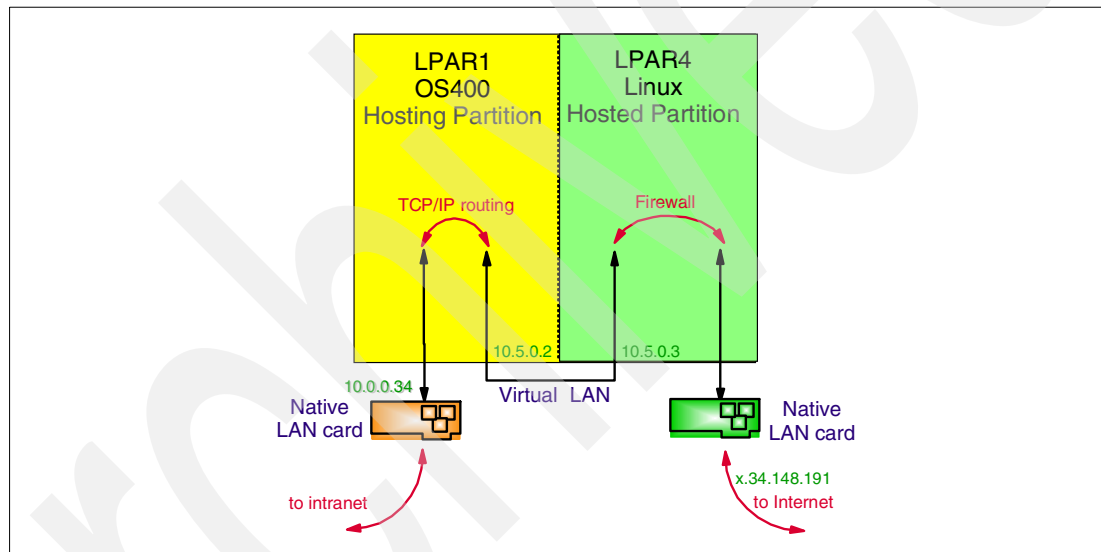 LPAR1
OS400
Hosting Partition
LPAR4
Linux
Hosted Partition
TCP/IP routing
Firewall
10.5.0.2
10.5.0.3
10.0.0.34
Virtual LAN
Native
LAN card
Native
LAN card
x.34.148.191
to intranet
to Internet